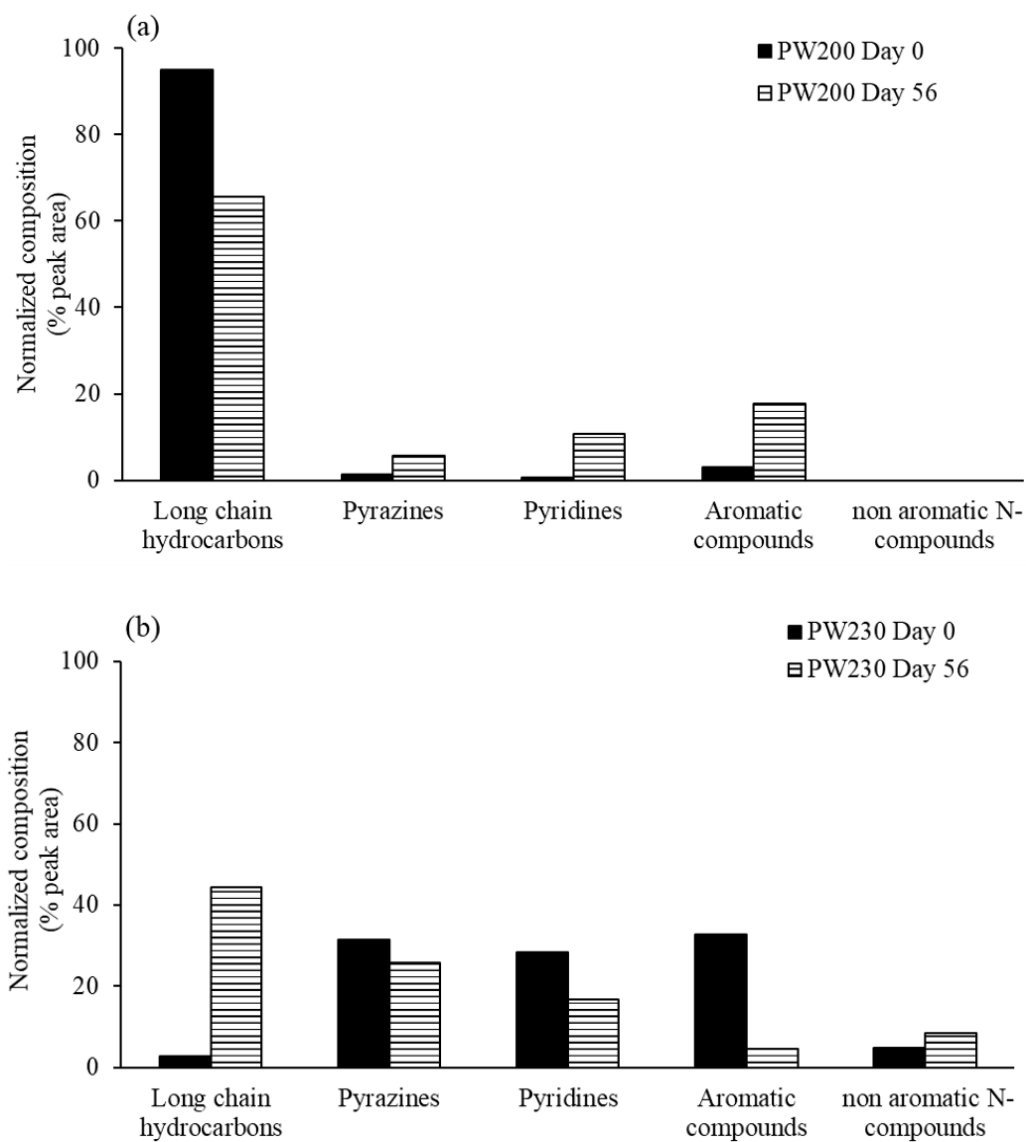 (a)
PW200 Day 0
PW200 Day 56
Normalized composition
(% peak area)
100
80
60
40
20
0
Long chain
hydrocarbons
Pyrazines
Pyridines
Aromatic
compounds
non aromatic N-
compounds
(b)
PW230 Day 0
PW230 Day 56
Normalized composition
(% peak area)
100
80
60
40
20
0
Long chain
hydrocarbons
Pyrazines
Pyridines
Aromatic
compounds
non aromatic N-
compounds